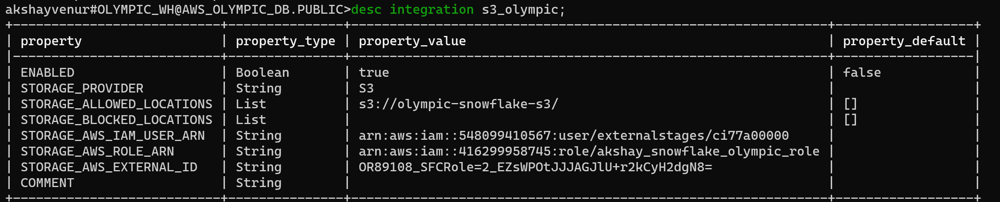 akshayvenur#OLYMPIC_WH@AWS_OLYMPIC_DB.PUBLIC>desc integration s3_olympic;
+---------------------------+---------------+--------------------------------------------------------------+------------------+
| property | property_type | property_value | property_default |
|---------------------------+---------------+--------------------------------------------------------------+------------------|
| ENABLED | Boolean | true | false |
| STORAGE_PROVIDER | String | S3 | |
| STORAGE_ALLOWED_LOCATIONS | List | s3://olympic-snowflake-s3/ | [] |
| STORAGE_BLOCKED_LOCATIONS | List | | [] |
| STORAGE_AWS_IAM_USER_ARN | String | arn:aws:iam::548099410567:user/externalstages/ci77a00000 | |
| STORAGE_AWS_ROLE_ARN | String | arn:aws:iam::416299958745:role/akshay_snowflake_olympic_role | |
| STORAGE_AWS_EXTERNAL_ID | String | OR89108_SFCRole=2_EZsWPOtJJJAGJlU+r2kCyH2dgN8= | |
| COMMENT | String | | |
+---------------------------+---------------+--------------------------------------------------------------+------------------+